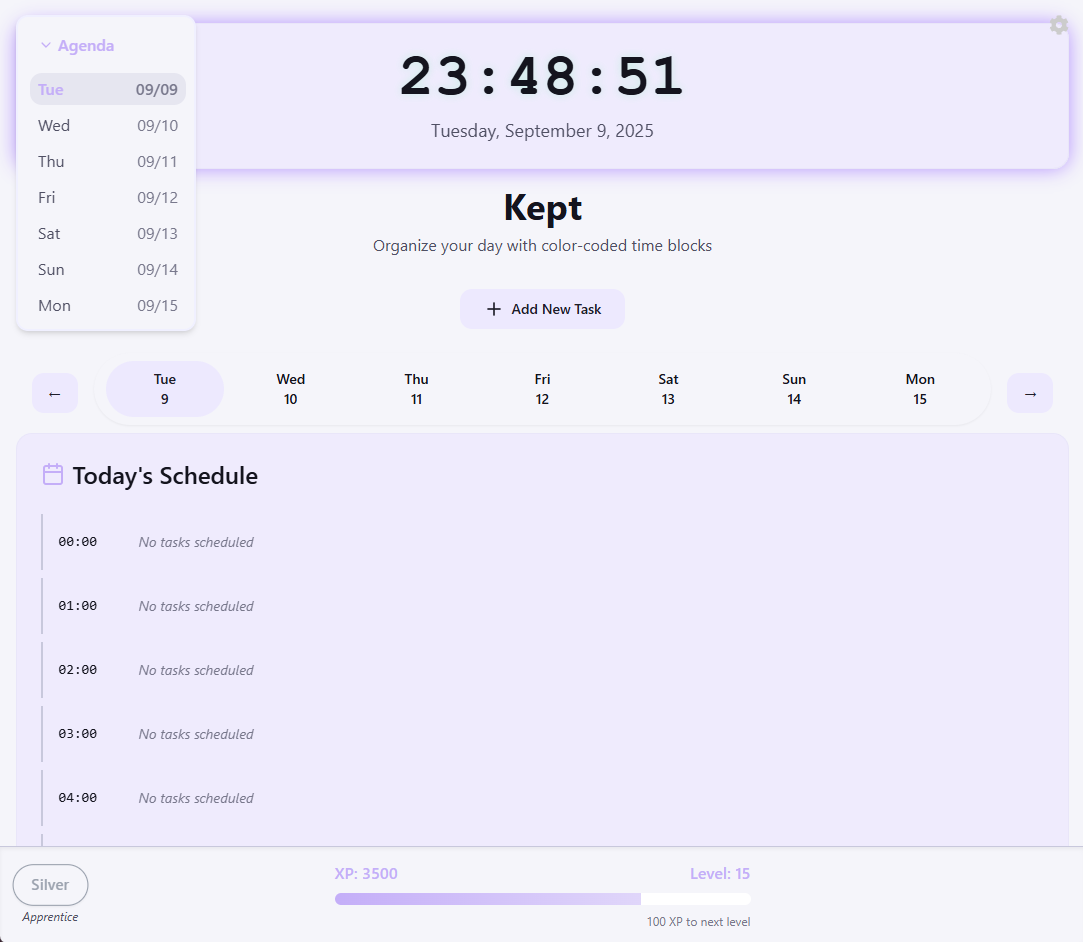 Agenda
Tue 09/09
Wed 09/10
Thu 09/11
Fri 09/12
Sat 09/13
Sun 09/14
Mon 09/15
23:48:51
Tuesday, September 9, 2025
Kept
Organize your day with color-coded time blocks
+ Add New Task
← Tue Wed Thu Fri Sat Sun Mon →
9 10 11 12 13 14 15
Today's Schedule
00:00 No tasks scheduled
01:00 No tasks scheduled
02:00 No tasks scheduled
03:00 No tasks scheduled
04:00 No tasks scheduled
Silver
Apprentice
XP: 3500 Level: 15
100 XP to next level